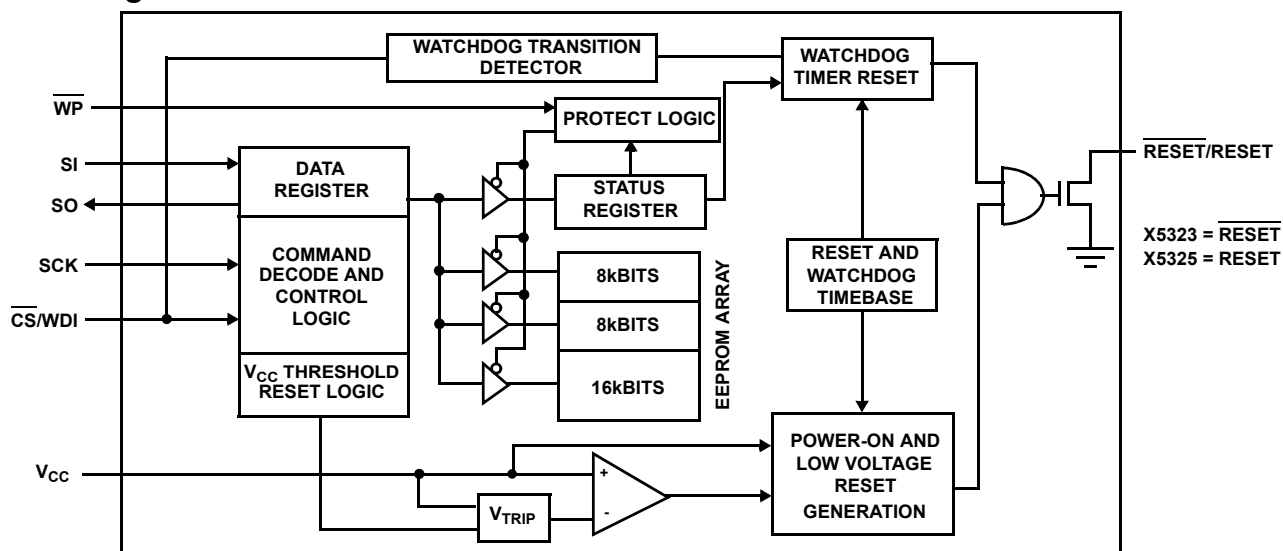 g
WATCHDOG TRANSITION
DETECTOR
WATCHDOG
TIMER RESET
WP
PROTECT LOGIC
SI
DATA
REGISTER
STATUS
REGISTER
RESET/RESET
SO
X5323 = RESET
X5325 = RESET
SCK
COMMAND
DECODE AND
CONTROL
LOGIC
CS/WDI
8kBITS
8kBITS
16kBITS
EEPROM ARRAY
RESET AND
WATCHDOG
TIMEBASE
VCC THRESHOLD
RESET LOGIC
VCC
VTRIP
+
-
POWER-ON AND
LOW VOLTAGE
RESET
GENERATION